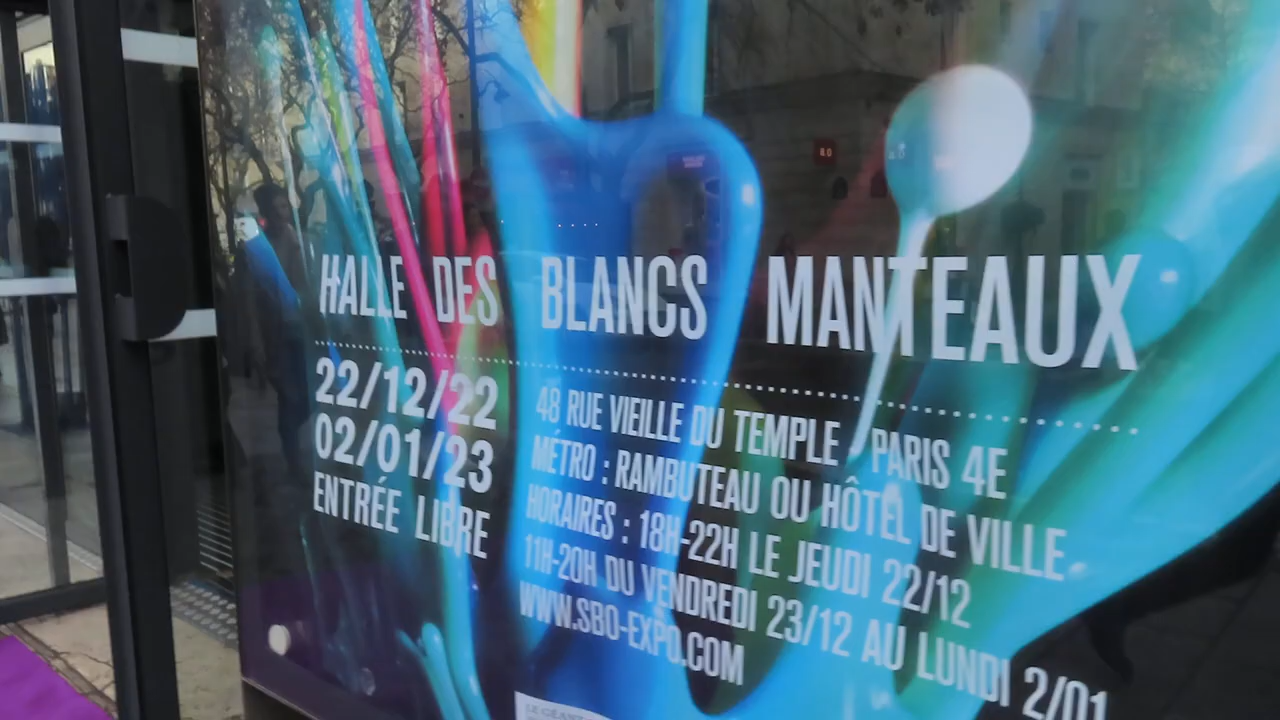 HALLE DES BLANCS MANTEAUX
22/12/22
02/01/23
ENTRÉE LIBRE
48 RUE VIEILLE DU TEMPLE PARIS 4E
MÉTRO : RAMBUTEAU OU HÔTEL DE VILLE
HORAIRES : 18H-22H LE JEUDI 22/12
11H-20H DU VENDREDI 23/12 AU LUNDI 2/01
WWW.SBO-EXPO.COM